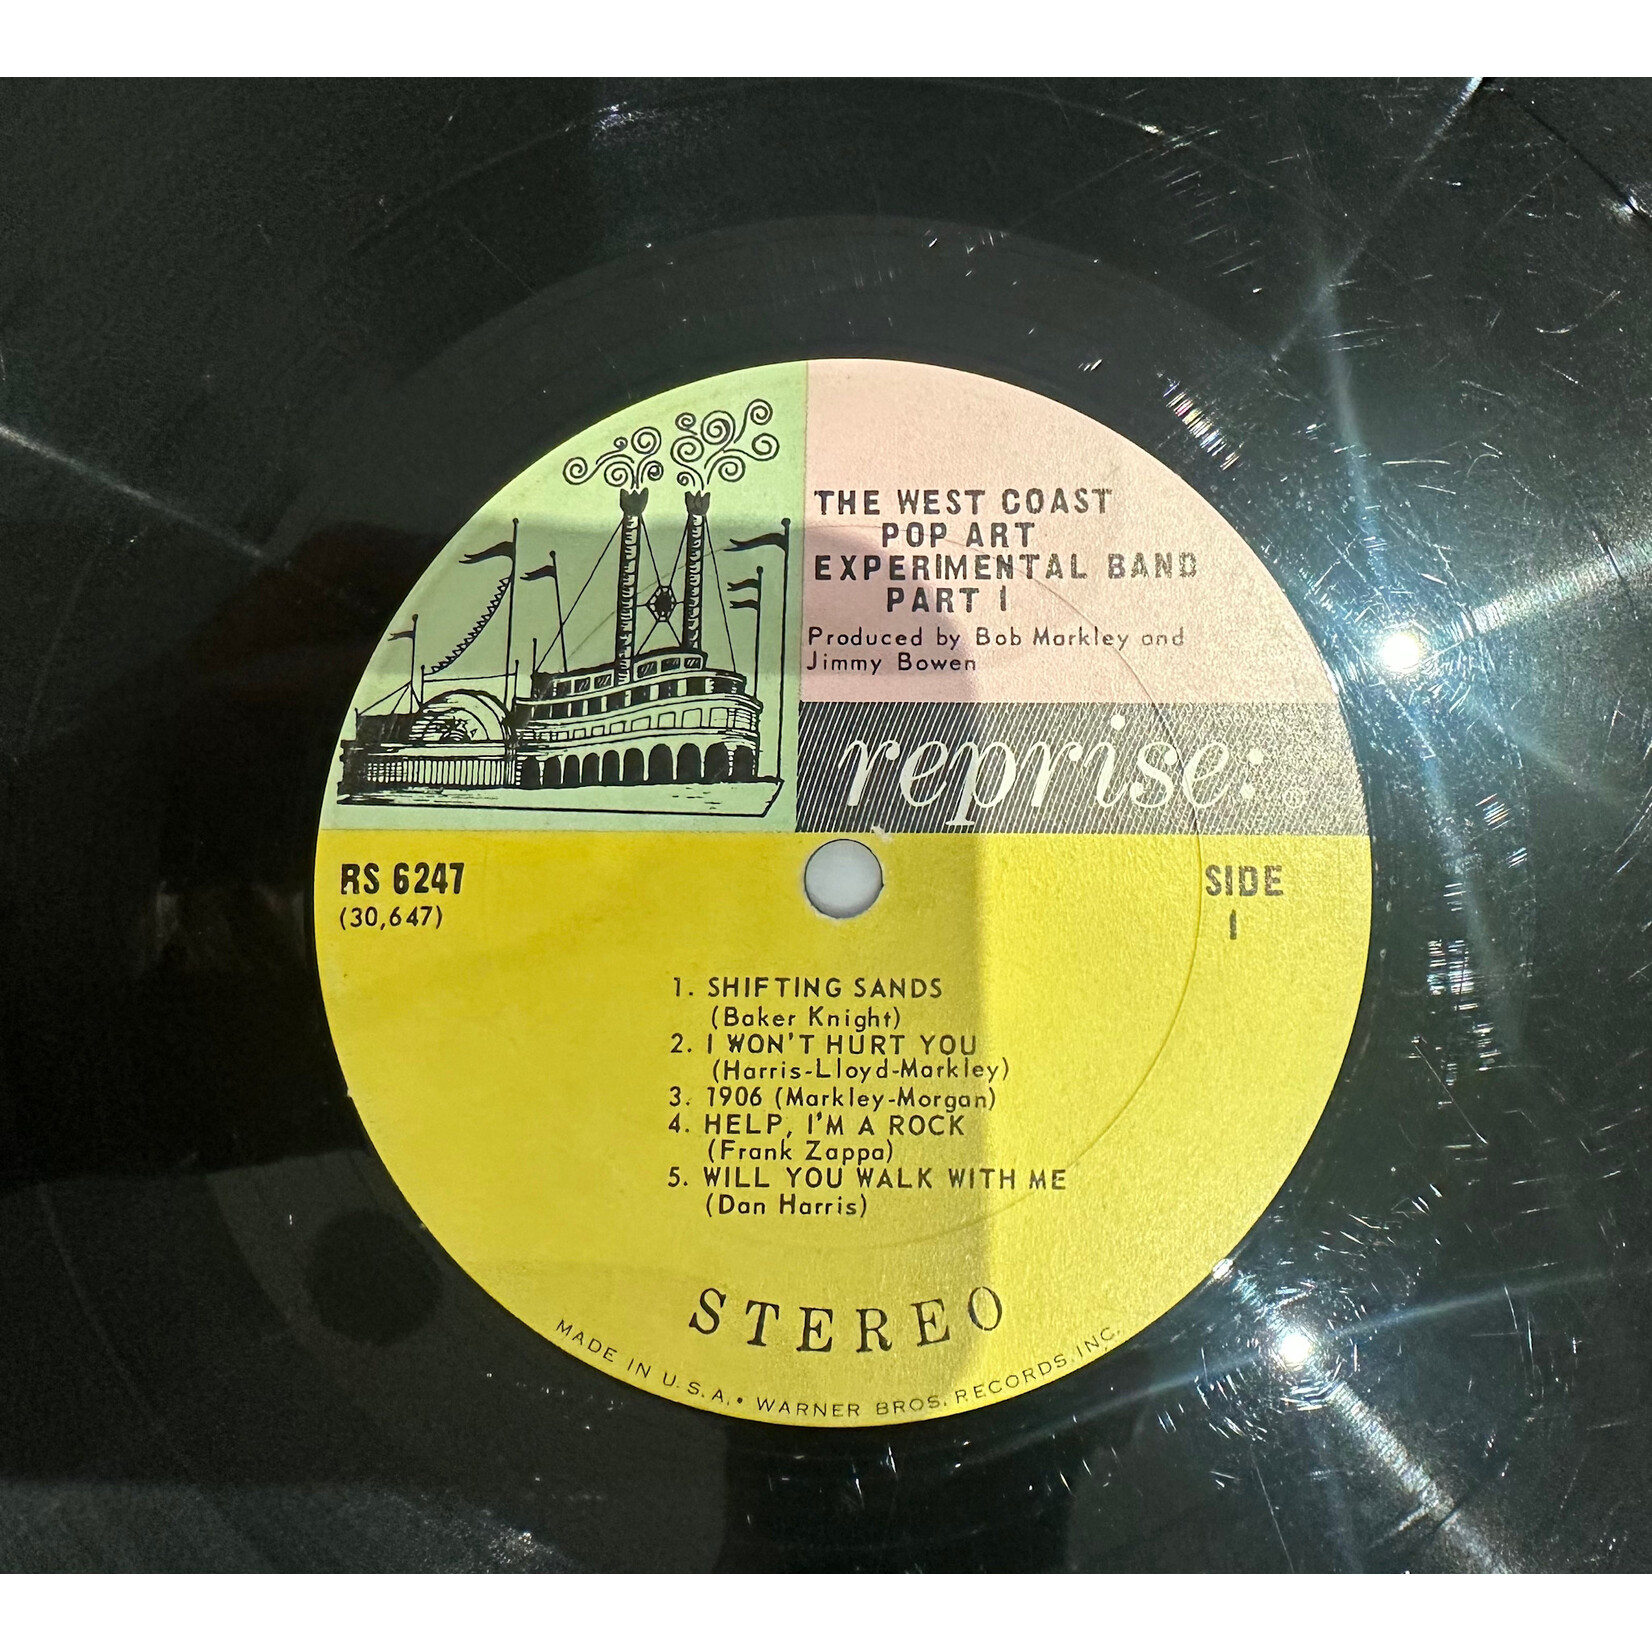 THE WEST COAST
POP ART
EXPERIMENTAL BAND
PART I
Produced by Bob Markley and
Jimmy Bowen
reprise:
RS 6247
(30,647)
SIDE
1
1. SHIFTING SANDS
(Baker Knight)
2. I WON'T HURT YOU
(Harris-Lloyd-Markley)
3. 1906 (Markley-Morgan)
4. HELP, I'M A ROCK
(Frank Zappa)
5. WILL YOU WALK WITH ME
(Dan Harris)
STEREO
MADE IN U.S.A. • WARNER BROS. RECORDS, INC.